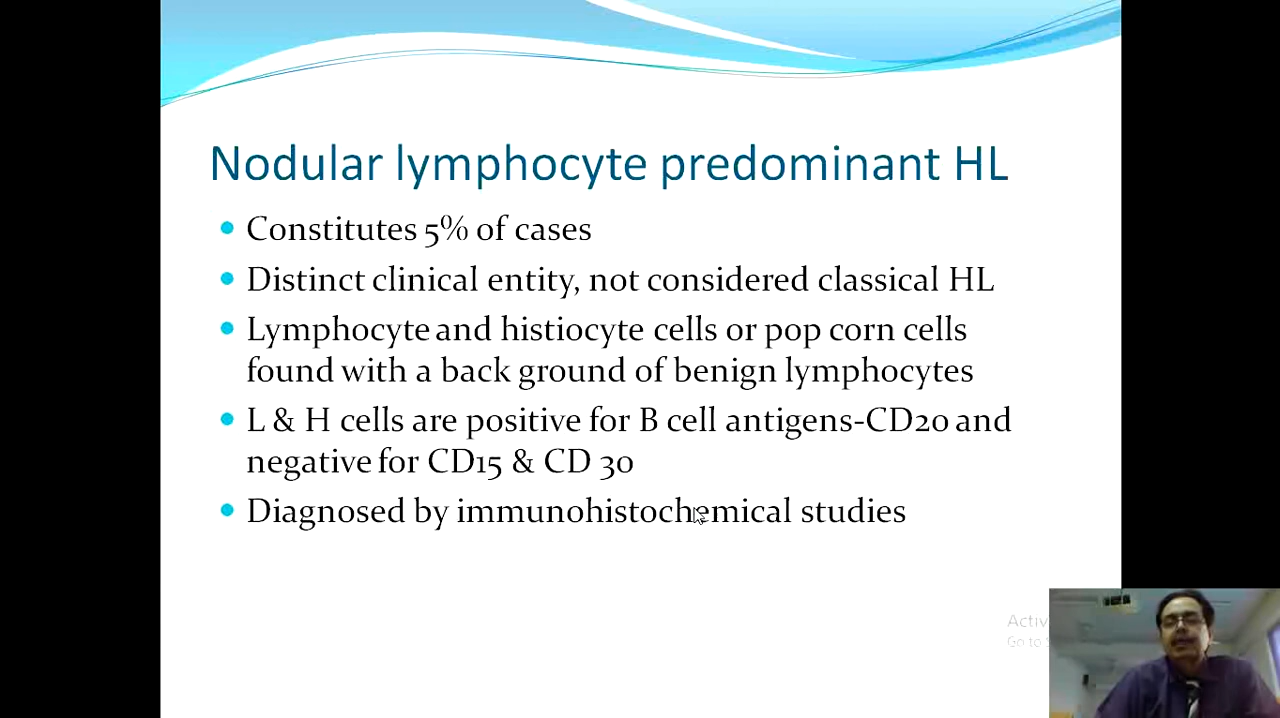 Nodular lymphocyte predominant HL
Constitutes 5% of cases
Distinct clinical entity, not considered classical HL
Lymphocyte and histiocyte cells or pop corn cells
found with a back ground of benign lymphocytes
L & H cells are positive for B cell antigens-CD20 and
negative for CD15 & CD 30
Diagnosed by immunohistochemical studies
Activ
Go to S